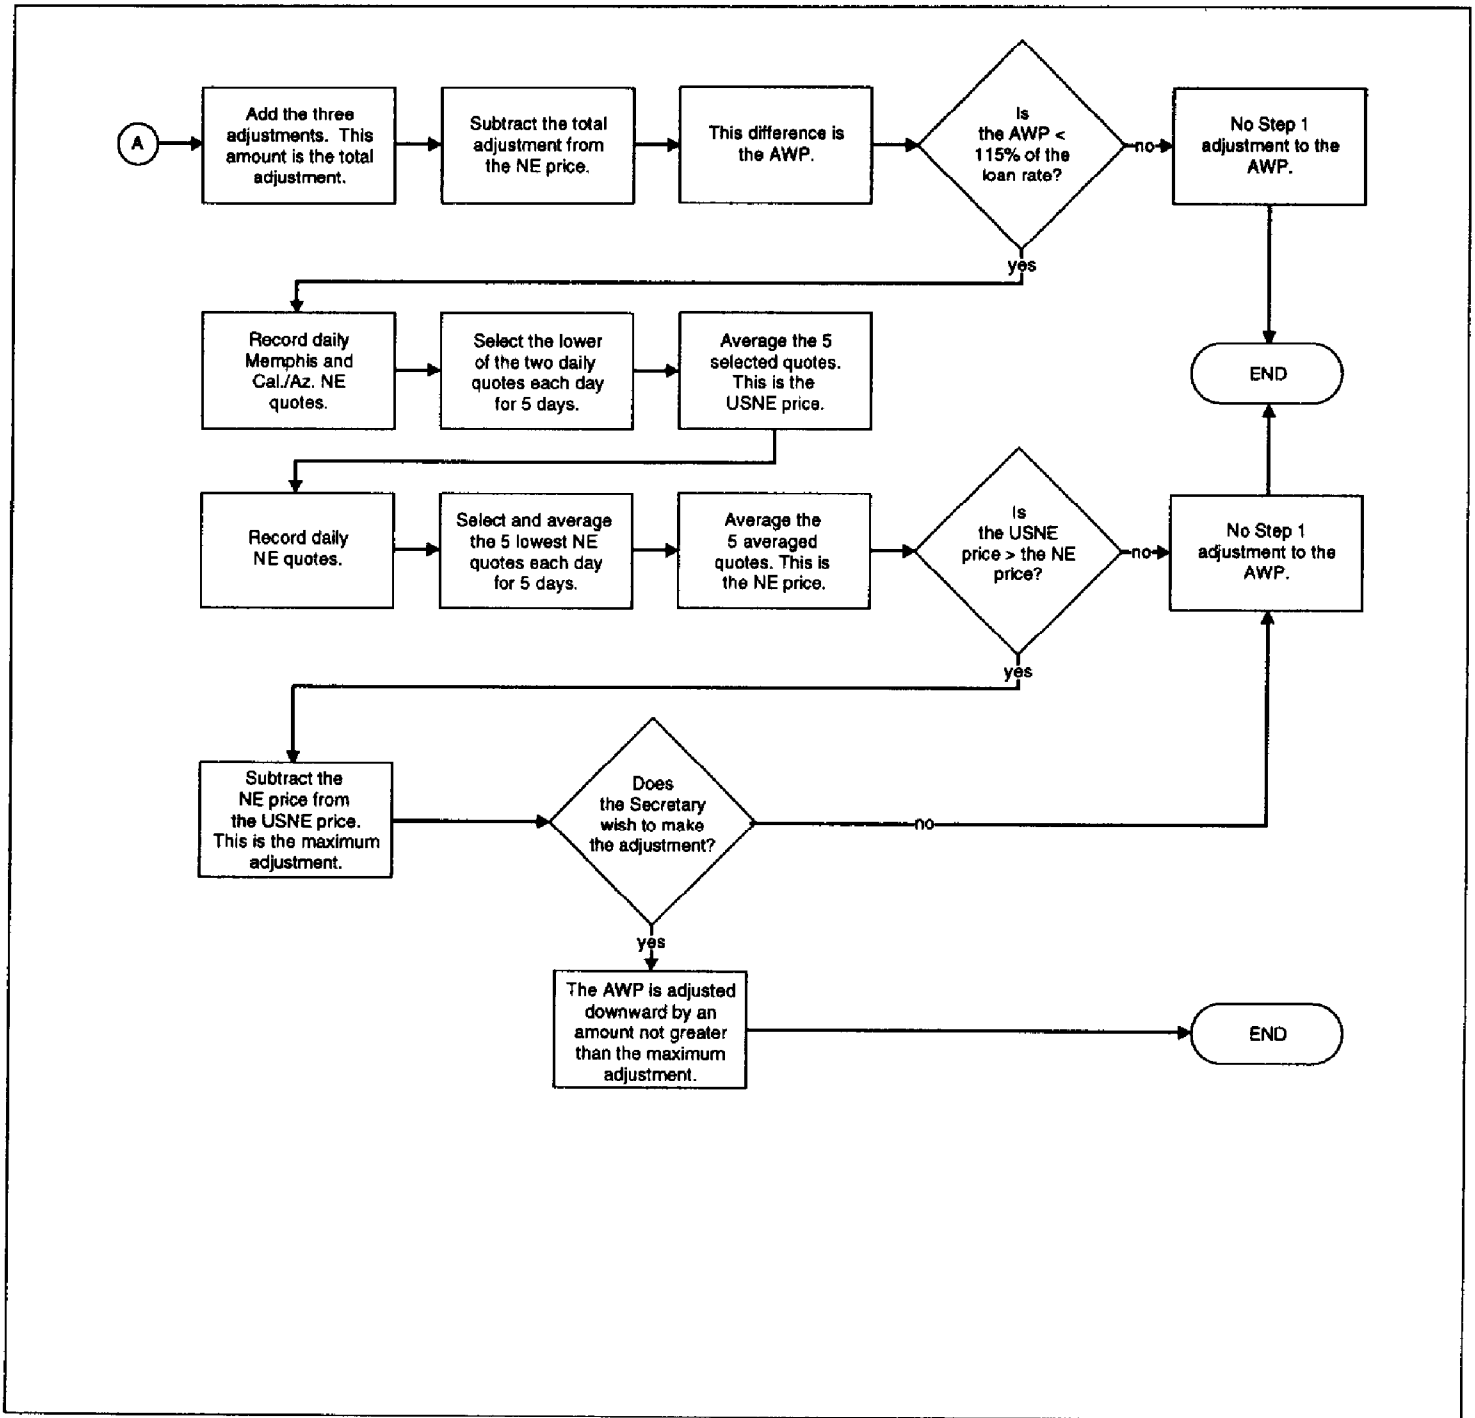 A
Add the three
adjustments. This
amount is the total
adjustment.
Subtract the total
adjustment from
the NE price.
This difference is
the AWP.
Is
the AWP <
115% of the
loan rate?
no
No Step 1
adjustment to the
AWP.
yes
Record daily
Memphis and
Cal./Az. NE
quotes.
Select the lower
of the two daily
quotes each day
for 5 days.
Average the 5
selected quotes.
This is the
USNE price.
END
Record daily
NE quotes.
Select and average
the 5 lowest NE
quotes each day
for 5 days.
Average the
5 averaged
quotes. This is
the NE price.
Is
the USNE
price > the NE
price?
no
No Step 1
adjustment to the
AWP.
yes
Subtract the
NE price from
the USNE price.
This is the maximum
adjustment.
Does
the Secretary
wish to make
the adjustment?
no
yes
The AWP is adjusted
downward by an
amount not greater
than the maximum
adjustment.
END